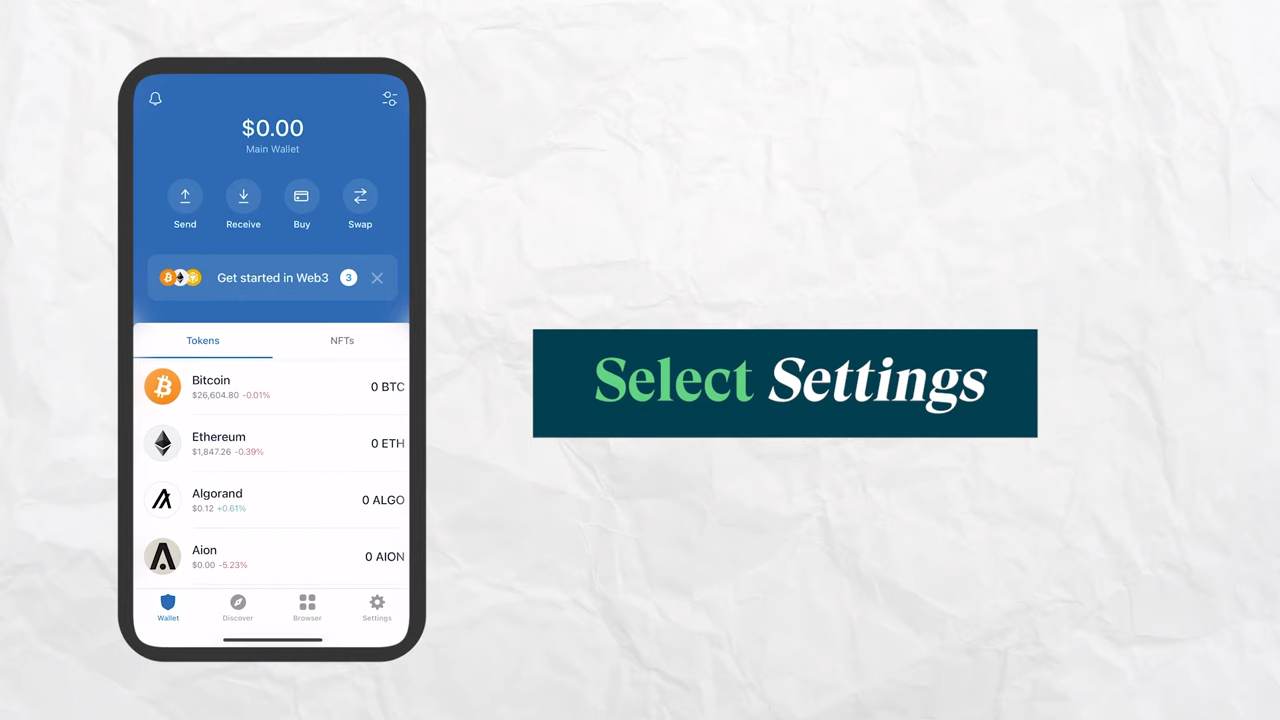 $0.00
Main Wallet
Send Receive Buy Swap
Get started in Web3 3
Tokens NFTs
Bitcoin
$26,604.80 -0.01%
0 BTC
Ethereum
$1,847.26 -0.39%
0 ETH
Algorand
$0.12 +0.61%
0 ALGO
Aion
$0.00 -5.23%
0 AION
Wallet Discover Browser Settings
Select Settings